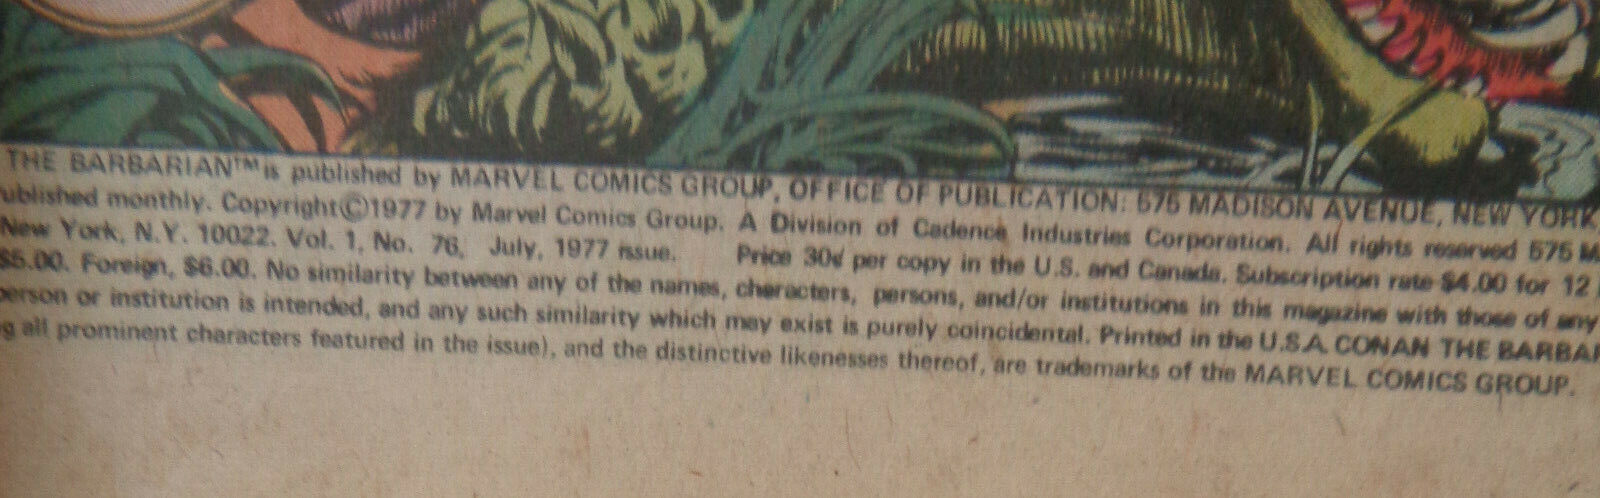 THE BARBARIAN™ is published by MARVEL COMICS GROUP, OFFICE OF PUBLICATION: 575 MADISON AVENUE, NEW YORK,
ublished monthly. Copyright©1977 by Marvel Comics Group. A Division of Cadence Industries Corporation. All rights reserved 575 M
New York, N.Y. 10022. Vol. 1, No. 76, July, 1977 issue. Price 30¢ per copy in the U.S. and Canada. Subscription rate $4.00 for 12
$5.00. Foreign, $6.00. No similarity between any of the names, characters, persons, and/or institutions in this magazine with those of any
person or institution is intended, and any such similarity which may exist is purely coincidental. Printed in the U.S.A. CONAN THE BARBAR
g all prominent characters featured in the issue), and the distinctive likenesses thereof, are trademarks of the MARVEL COMICS GROUP.